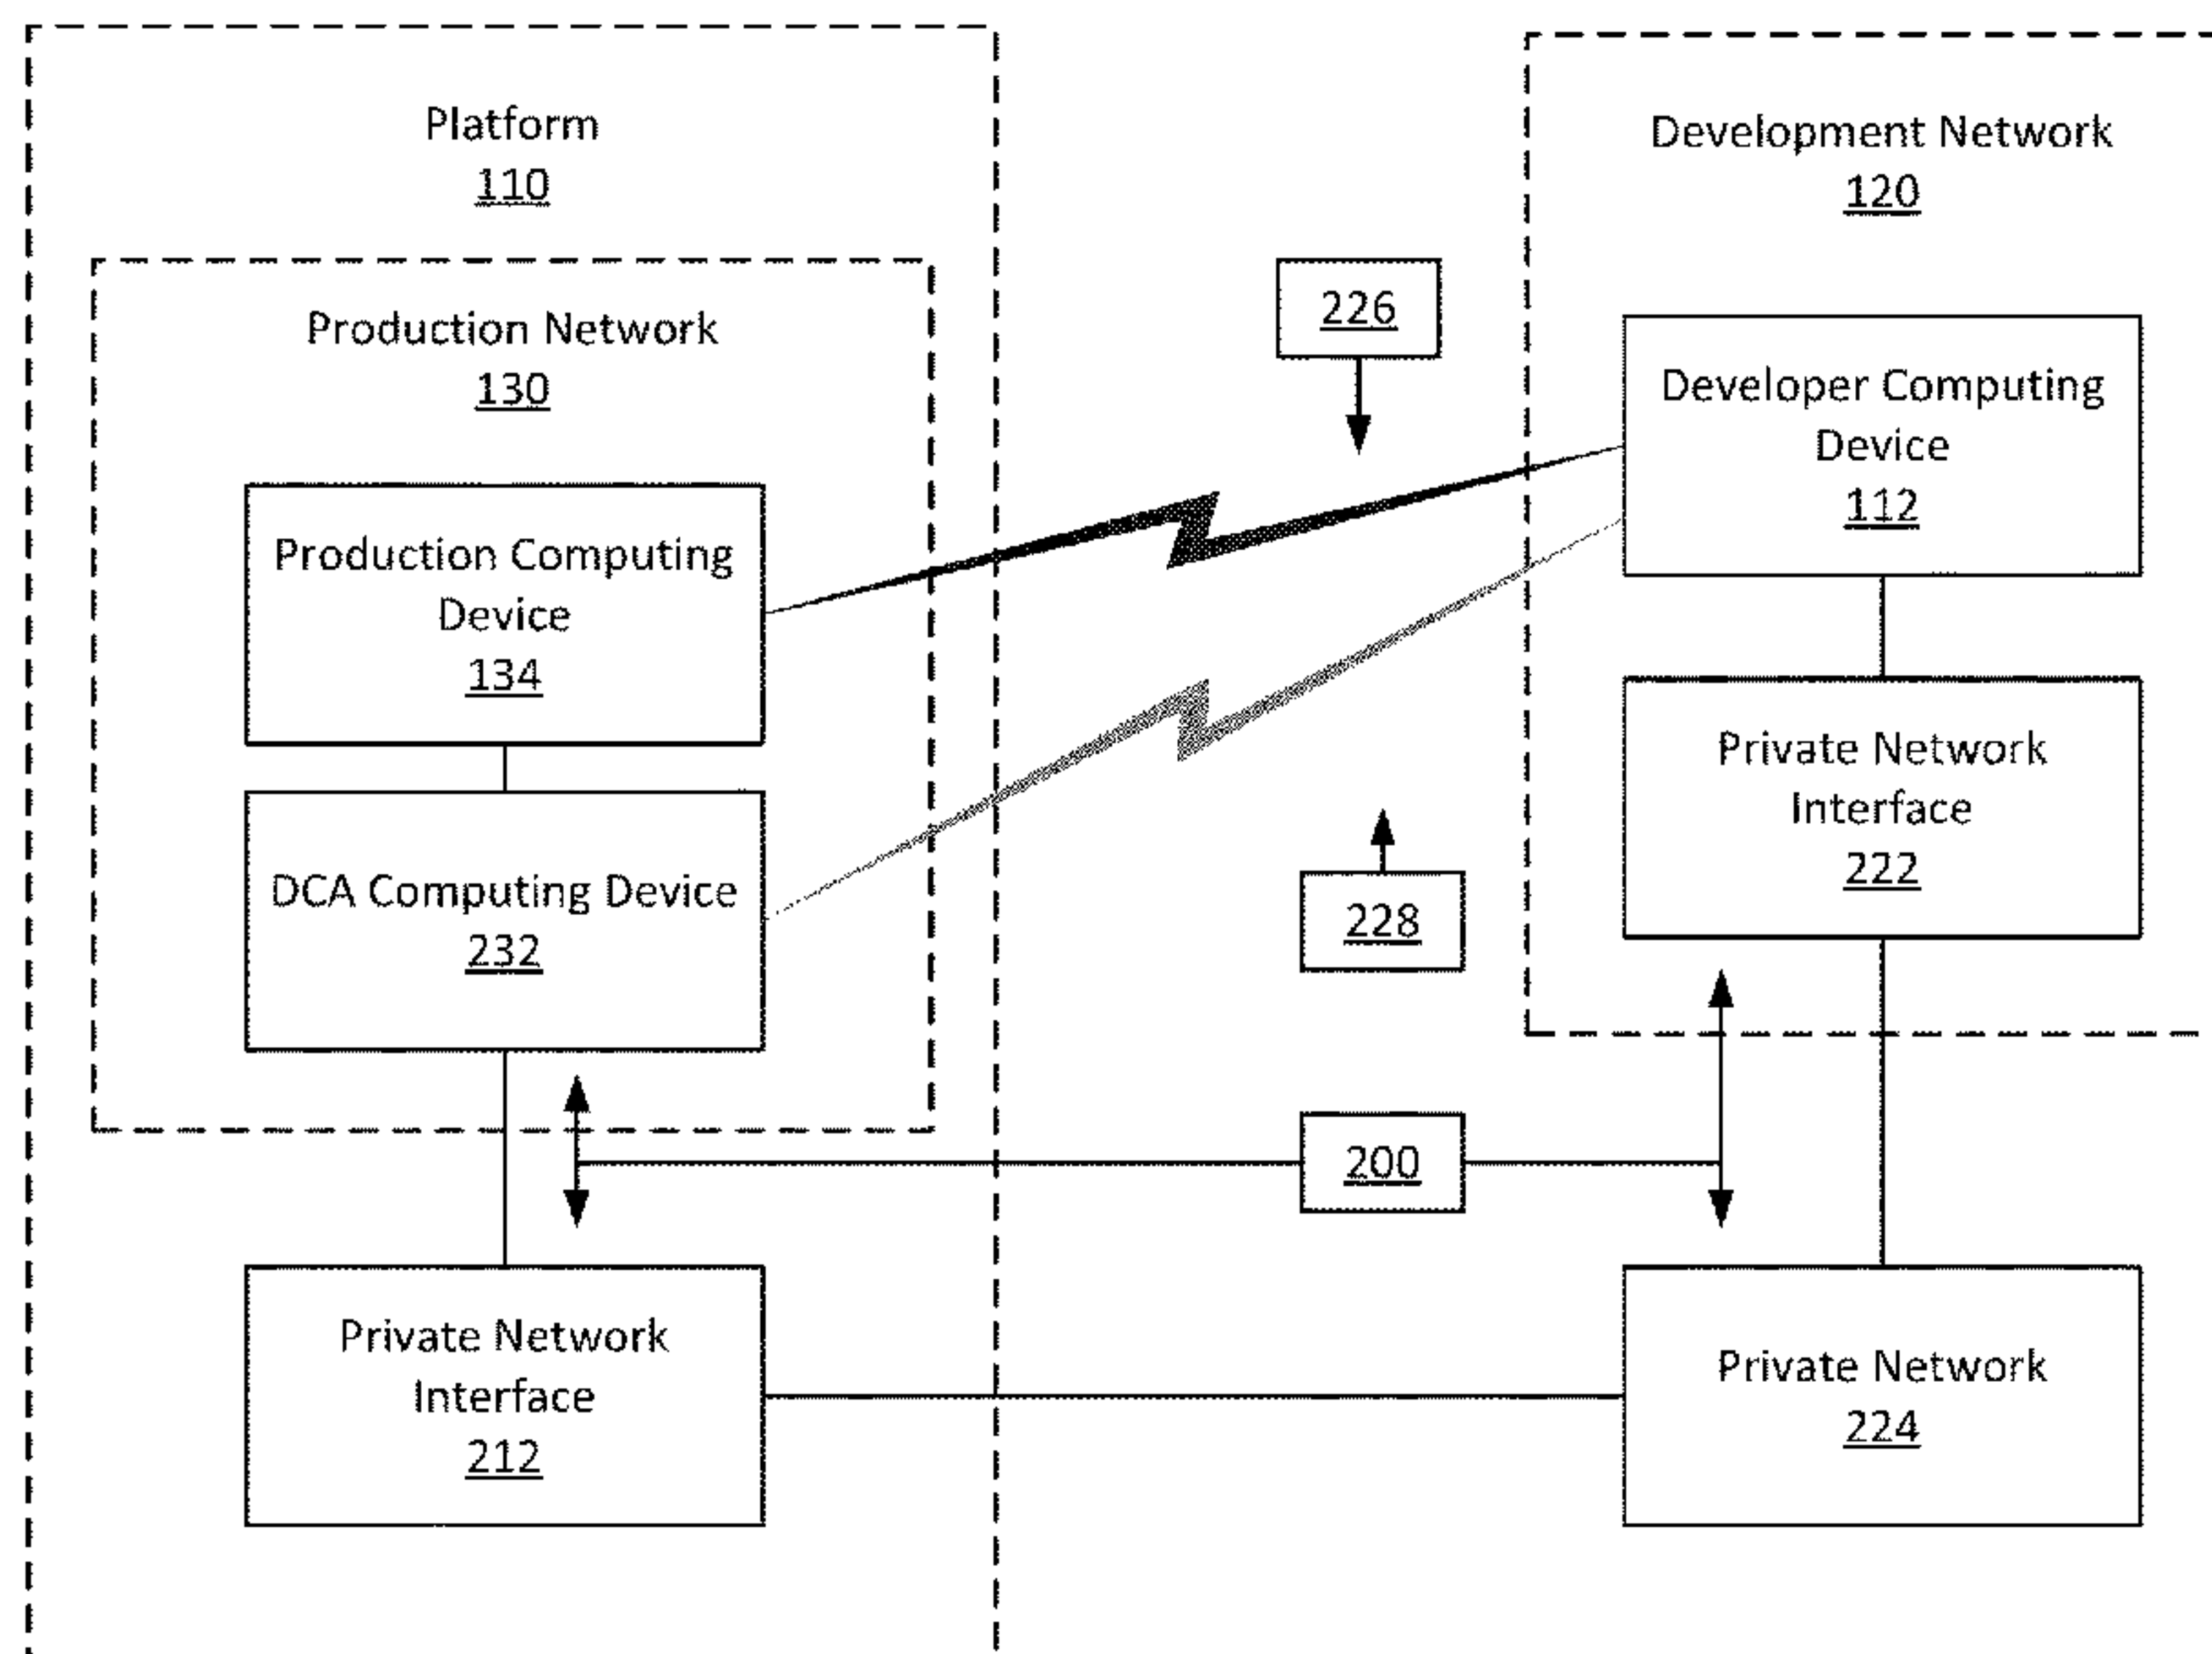 Platform
110
Production Network
130
Production Computing
Device
134
DCA Computing Device
232
Private Network
Interface
212
226
228
200
Development Network
120
Developer Computing
Device
112
Private Network
Interface
222
Private Network
224